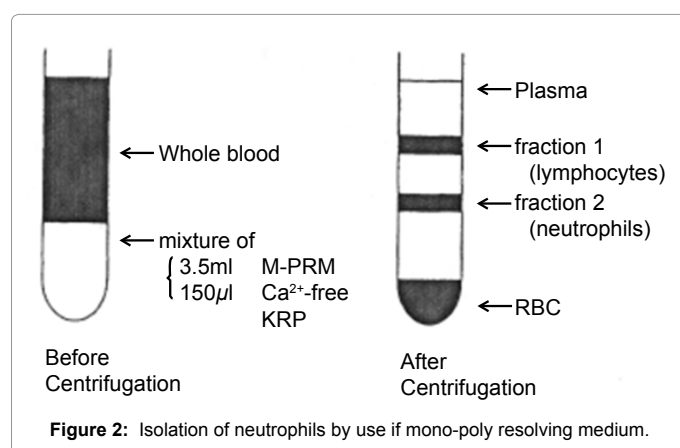 Whole blood
mixture of
3.5ml M-PRM
150µl Ca²⁺-free
KRP
Before
Centrifugation
Plasma
fraction 1
(lymphocytes)
fraction 2
(neutrophils)
RBC
After
Centrifugation
Figure 2: Isolation of neutrophils by use if mono-poly resolving medium.